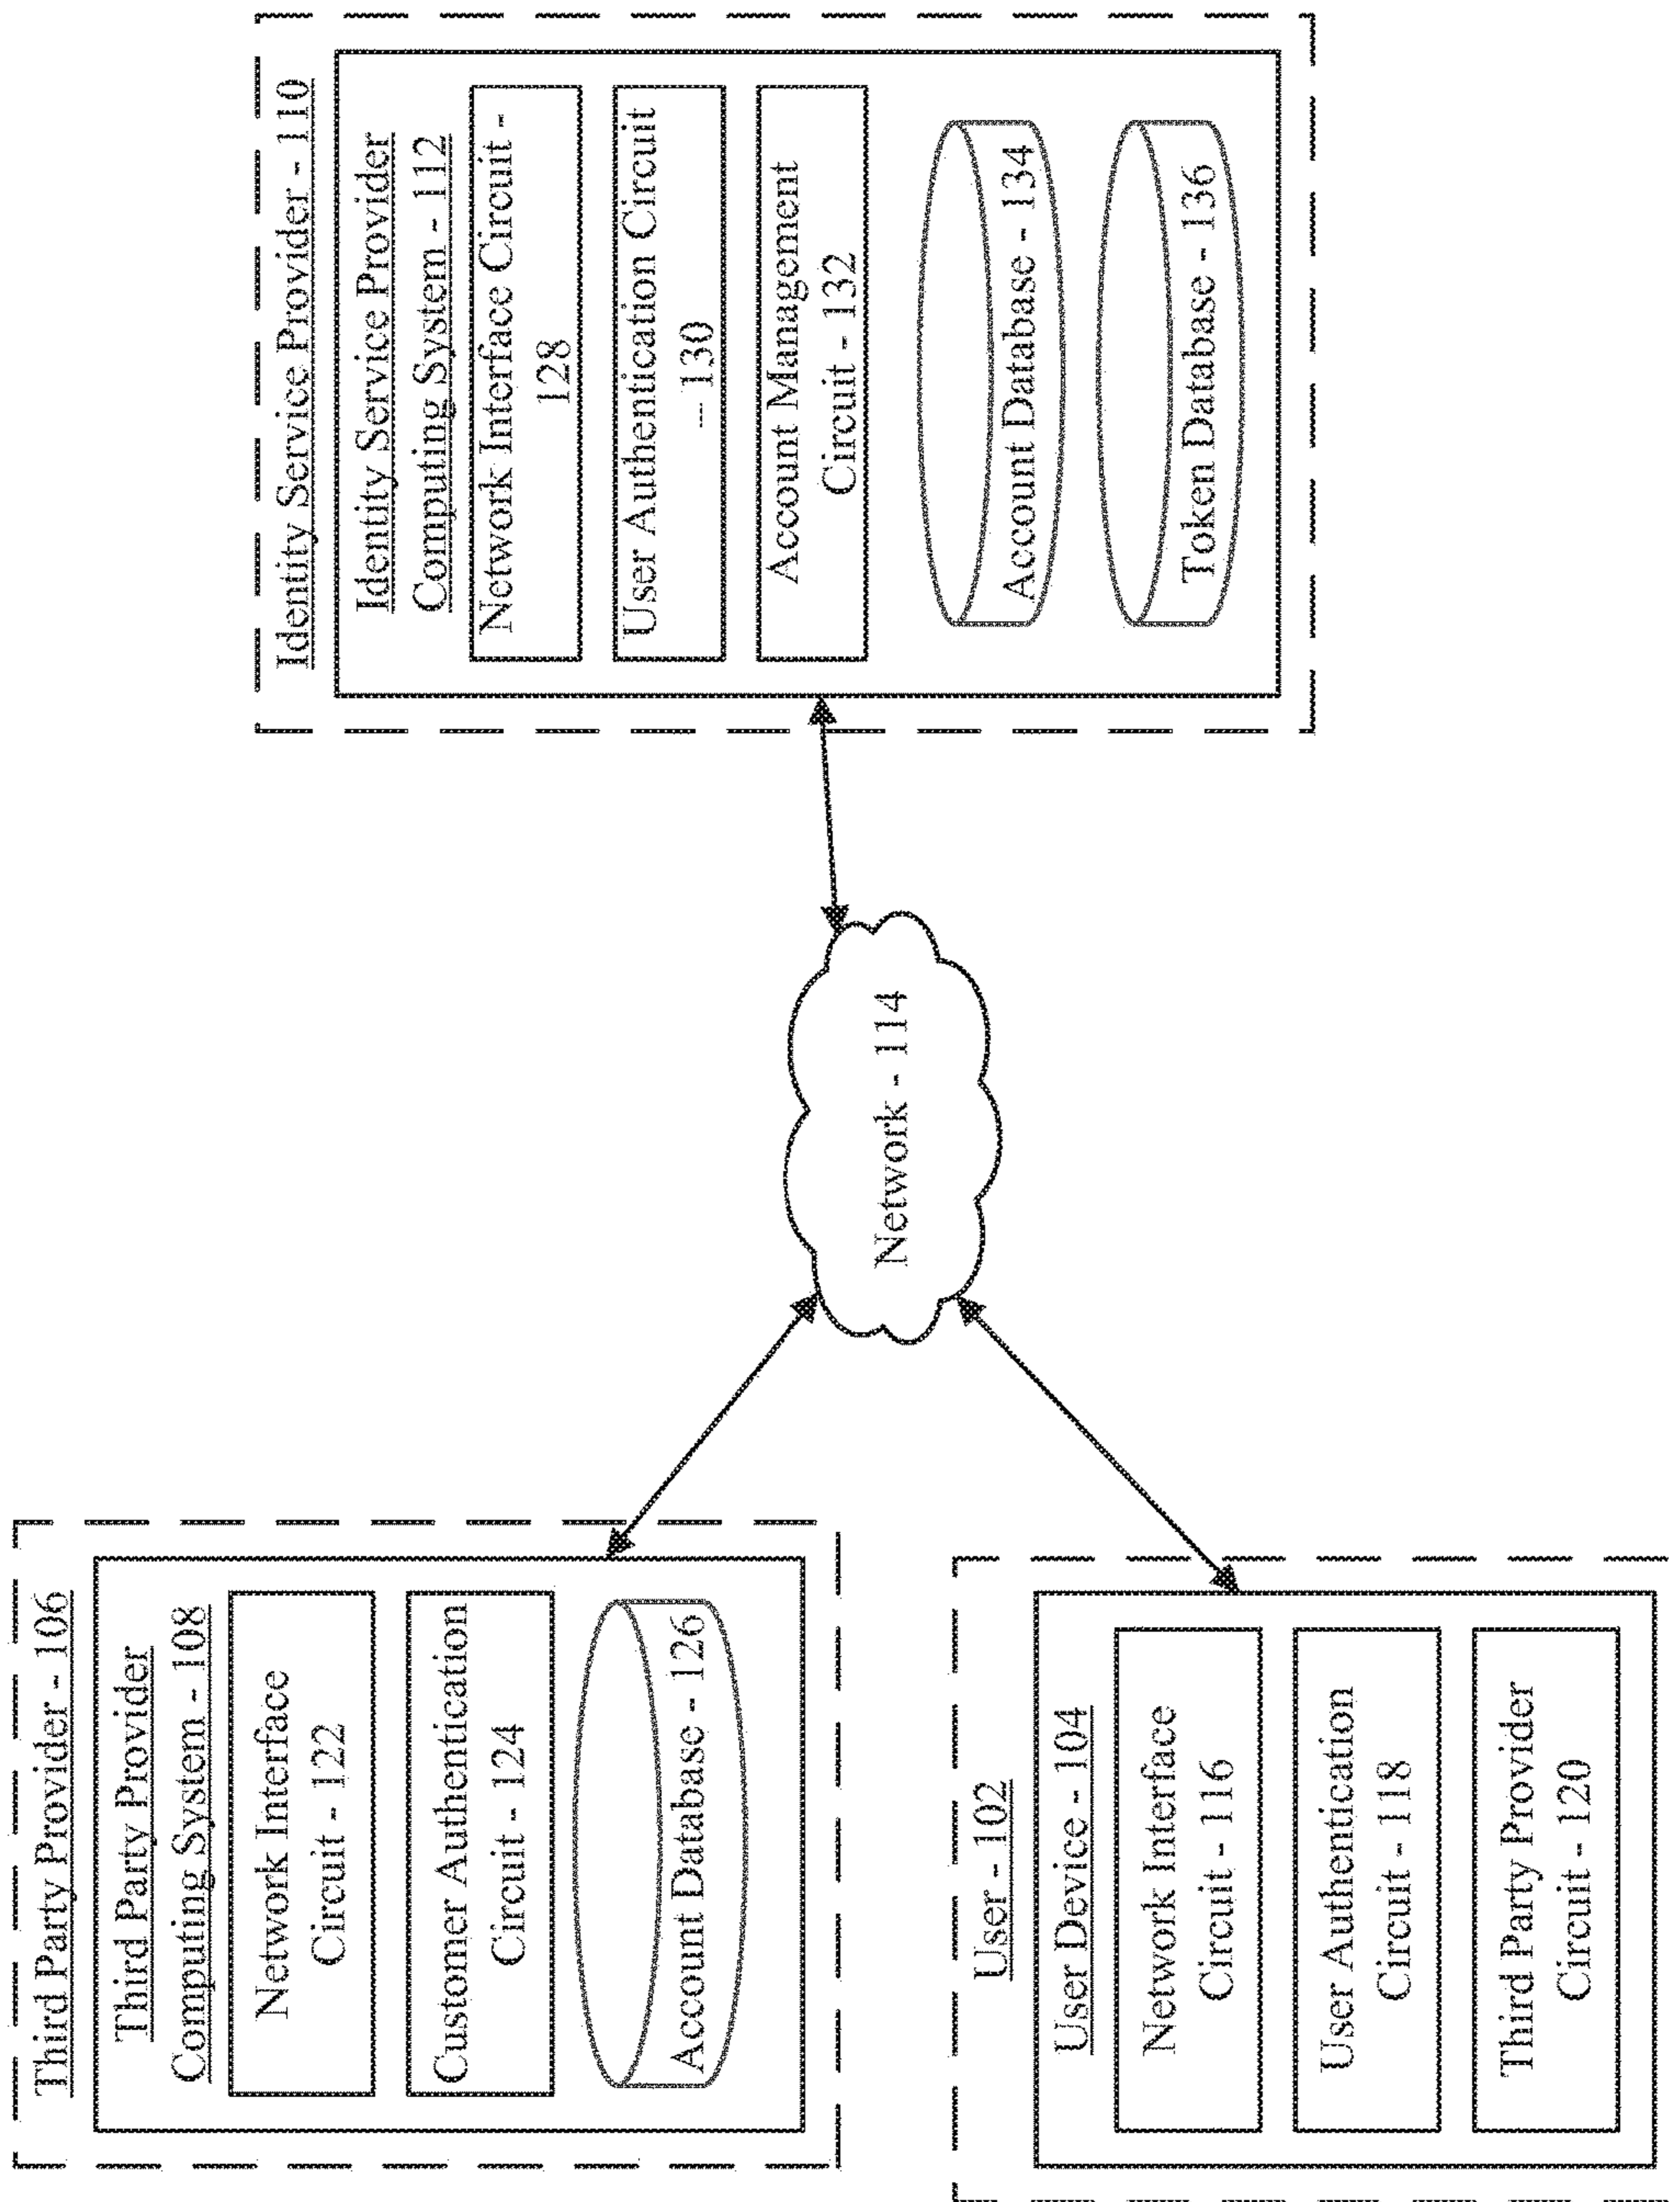 Third Party Provider - 106
Third Party Provider
Computing System - 108
Network Interface
Circuit - 122
Customer Authentication
Circuit - 124
Account Database - 126
User - 102
User Device - 104
Network Interface
Circuit - 116
User Authentication
Circuit - 118
Third Party Provider
Circuit - 120
Network - 114
Identity Service Provider - 110
Identity Service Provider
Computing System - 112
Network Interface Circuit -
128
User Authentication Circuit
– 130
Account Management
Circuit - 132
Account Database - 134
Token Database - 136